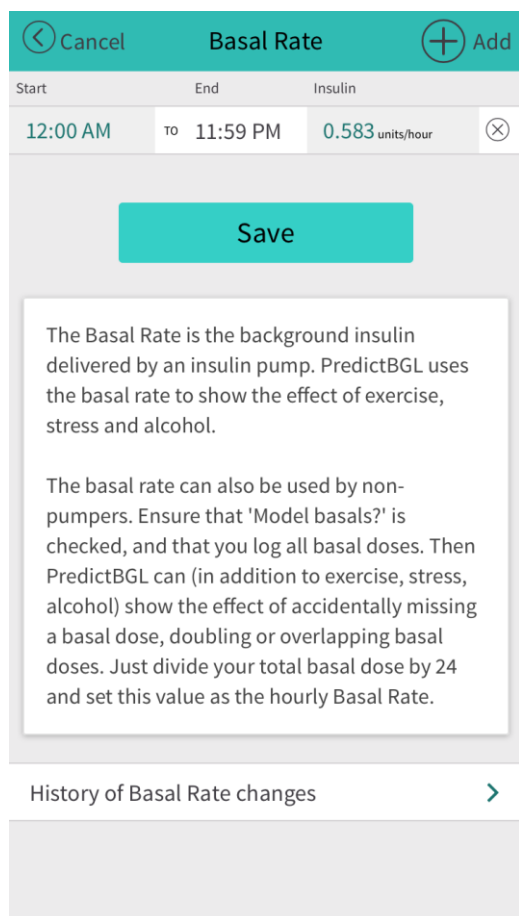 Cancel Basal Rate Add
Start End Insulin
12:00 AM TO 11:59 PM 0.583 units/hour
Save
The Basal Rate is the background insulin
delivered by an insulin pump. PredictBGL uses
the basal rate to show the effect of exercise,
stress and alcohol.
The basal rate can also be used by non-
pumpers. Ensure that 'Model basals?' is
checked, and that you log all basal doses. Then
PredictBGL can (in addition to exercise, stress,
alcohol) show the effect of accidentally missing
a basal dose, doubling or overlapping basal
doses. Just divide your total basal dose by 24
and set this value as the hourly Basal Rate.
History of Basal Rate changes